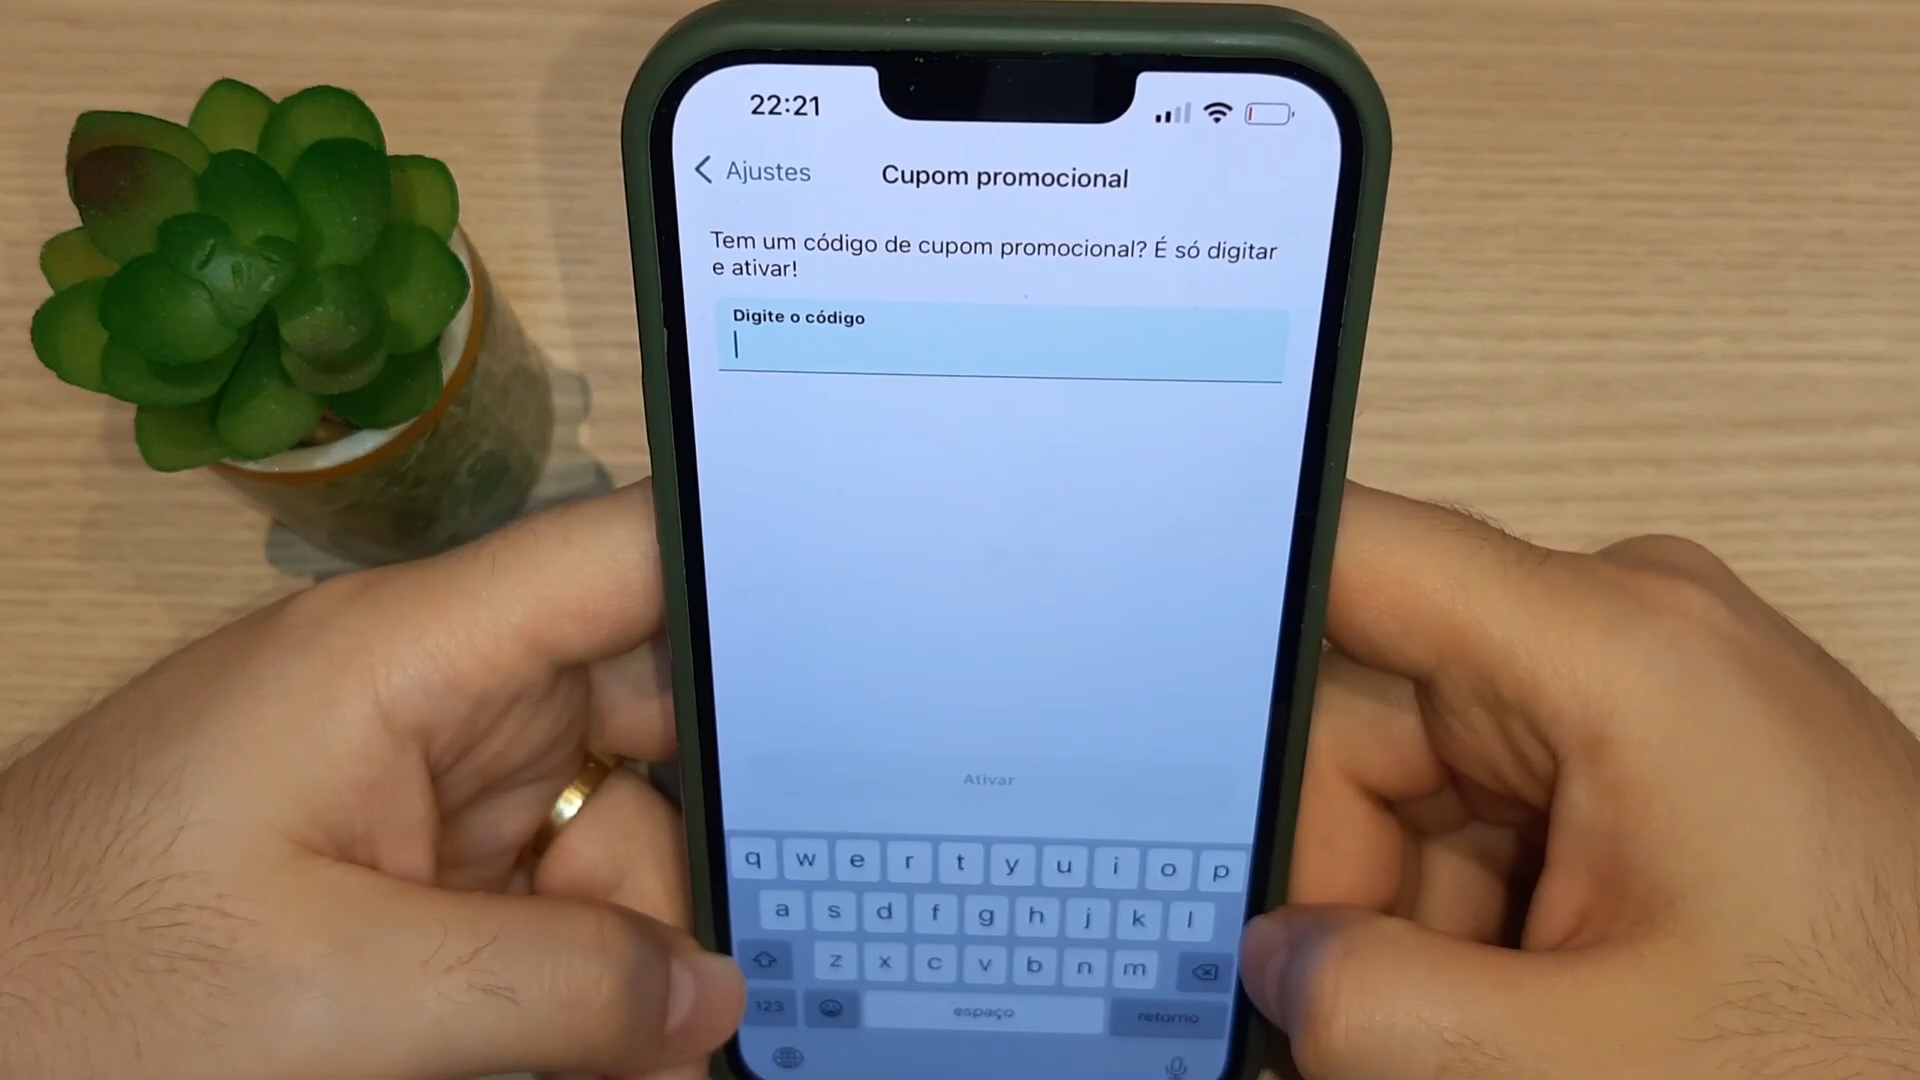 22:21
Ajustes
Cupom promocional
Tem um código de cupom promocional? É só digitar
e ativar!
Digite o código
Ativar
q w e r t y u i o p
a s d f g h j k l
z x c v b n m
123
espaço
retorno